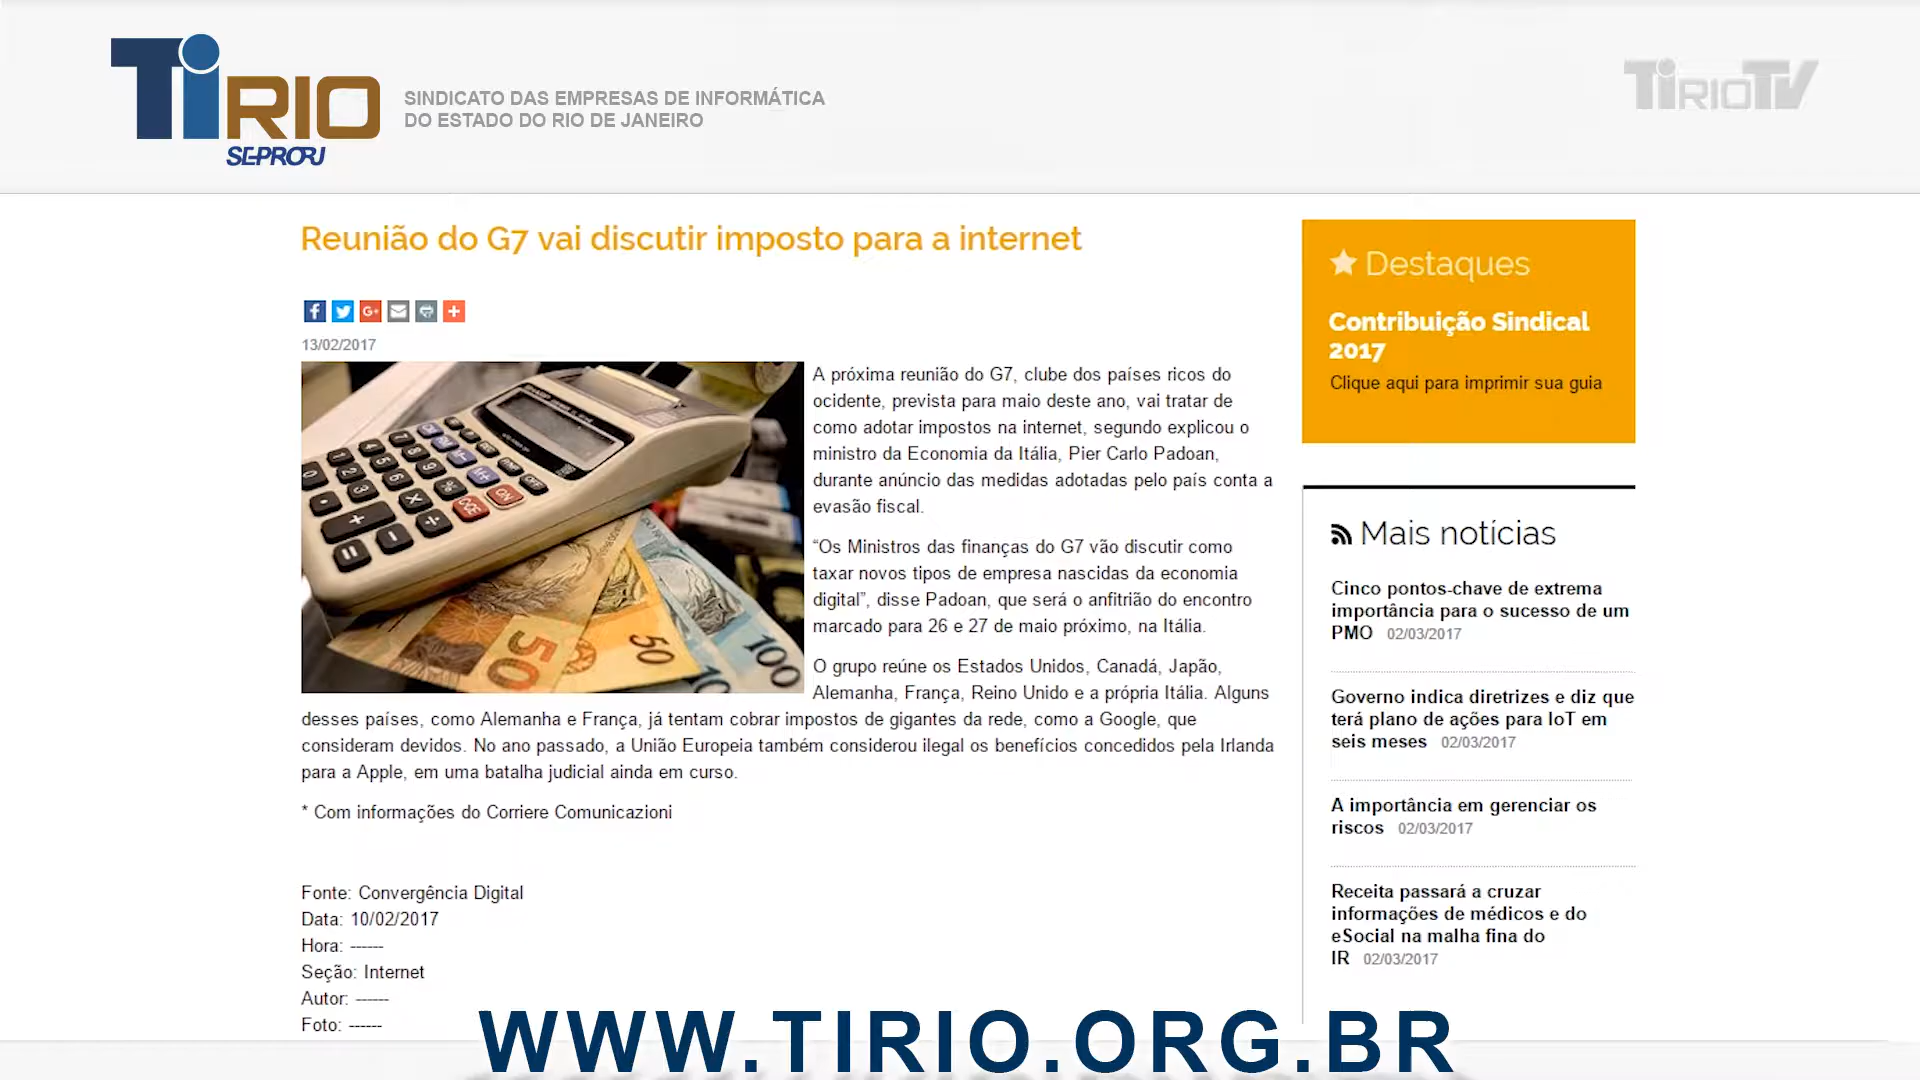 TiRIO
SEPRORJ
SINDICATO DAS EMPRESAS DE INFORMÁTICA
DO ESTADO DO RIO DE JANEIRO
TiRIOTV
Reunião do G7 vai discutir imposto para a internet
13/02/2017
A próxima reunião do G7, clube dos países ricos do
ocidente, prevista para maio deste ano, vai tratar de
como adotar impostos na internet, segundo explicou o
ministro da Economia da Itália, Pier Carlo Padoan,
durante anúncio das medidas adotadas pelo país conta a
evasão fiscal.
“Os Ministros das finanças do G7 vão discutir como
taxar novos tipos de empresa nascidas da economia
digital”, disse Padoan, que será o anfitrião do encontro
marcado para 26 e 27 de maio próximo, na Itália.
O grupo reúne os Estados Unidos, Canadá, Japão,
Alemanha, França, Reino Unido e a própria Itália. Alguns
desses países, como Alemanha e França, já tentam cobrar impostos de gigantes da rede, como a Google, que
consideram devidos. No ano passado, a União Europeia também considerou ilegal os benefícios concedidos pela Irlanda
para a Apple, em uma batalha judicial ainda em curso.
* Com informações do Corriere Comunicazioni
Fonte: Convergência Digital
Data: 10/02/2017
Hora: ------
Seção: Internet
Autor: ------
Foto: ------
50
50
100
Destaques
Contribuição Sindical
2017
Clique aqui para imprimir sua guia
Mais notícias
Cinco pontos-chave de extrema
importância para o sucesso de um
PMO 02/03/2017
Governo indica diretrizes e diz que
terá plano de ações para IoT em
seis meses 02/03/2017
A importância em gerenciar os
riscos 02/03/2017
Receita passará a cruzar
informações de médicos e do
eSocial na malha fina do
IR 02/03/2017
WWW.TIRIO.ORG.BR